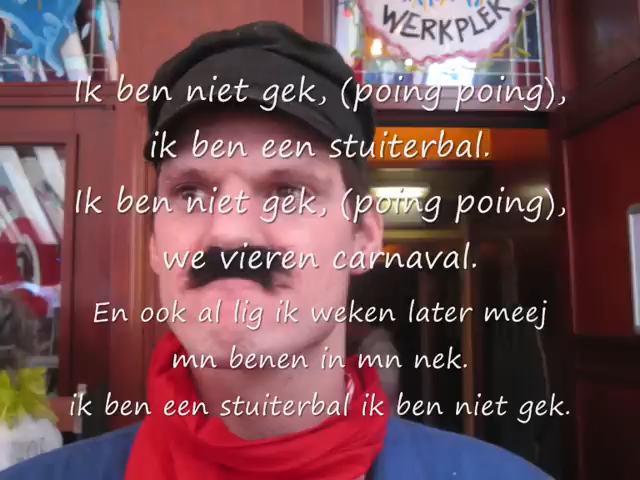 WERKPLEK
Ik ben niet gek, (poing poing),
ik ben een stuiterbal.
Ik ben niet gek, (poing poing),
we vieren carnaval.
En ook al lig ik weken later meej
mn benen in mn nek.
ik ben een stuiterbal ik ben niet gek.